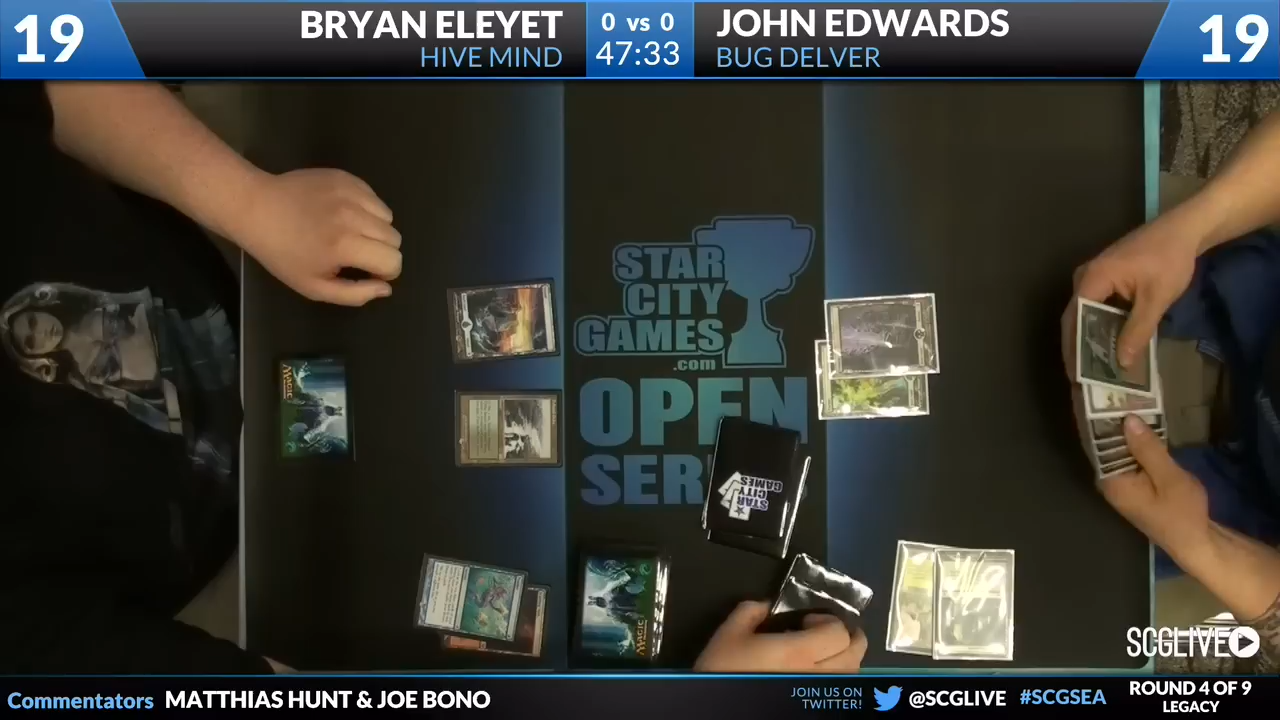 19
BRYAN ELEYET
HIVE MIND
0 vs 0
47:33
JOHN EDWARDS
BUG DELVER
19
STAR
CITY
GAMES
.com
OPEN
SER
MAGIC
STAR
CITY
GAMES
MAGIC
SCGLIVE
Commentators MATTHIAS HUNT & JOE BONO
JOIN US ON
TWITTER!
@SCGLIVE
#SCGSEA
ROUND 4 OF 9
LEGACY